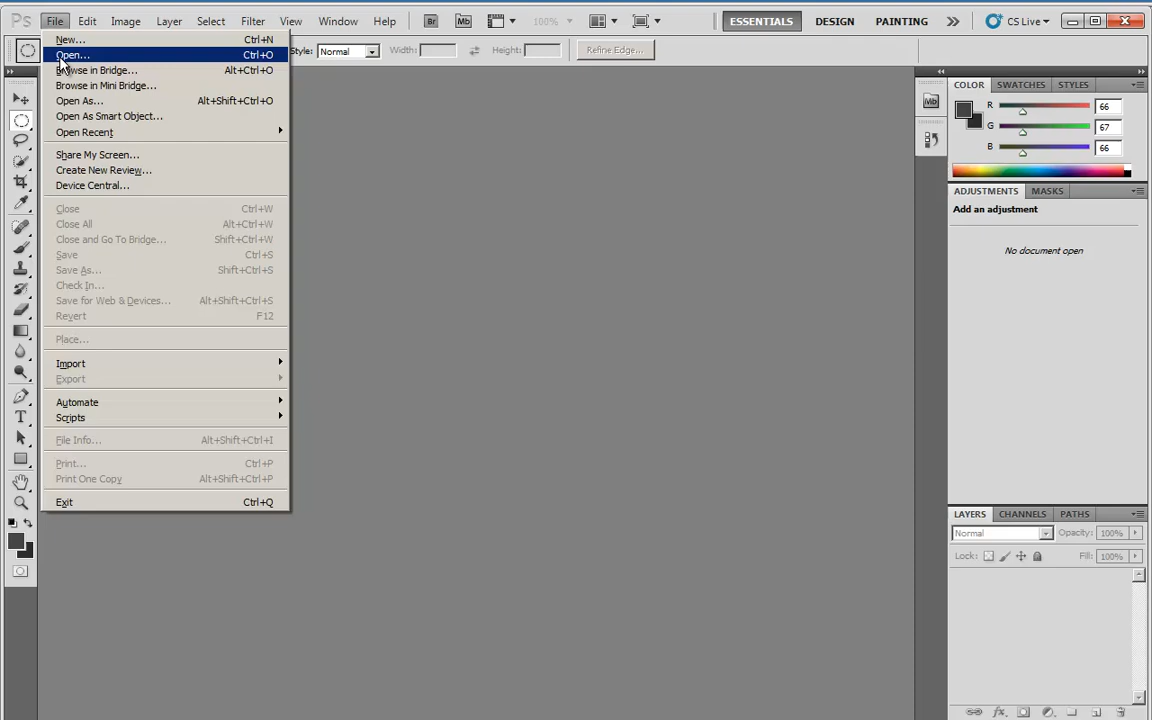 Ps File Edit Image Layer Select Filter View Window Help Br Mb 100% ESSENTIALS DESIGN PAINTING CS Live
Style: Normal Width: Height: Refine Edge...
New... Ctrl+N
Open... Ctrl+O
Browse in Bridge... Alt+Ctrl+O
Browse in Mini Bridge...
Open As... Alt+Shift+Ctrl+O
Open As Smart Object...
Open Recent
Share My Screen...
Create New Review...
Device Central...
Close Ctrl+W
Close All Alt+Ctrl+W
Close and Go To Bridge... Shift+Ctrl+W
Save Ctrl+S
Save As... Shift+Ctrl+S
Check In...
Save for Web & Devices... Alt+Shift+Ctrl+S
Revert F12
Place...
Import
Export
Automate
Scripts
File Info... Alt+Shift+Ctrl+I
Print... Ctrl+P
Print One Copy Alt+Shift+Ctrl+P
Exit Ctrl+Q
Mb
COLOR SWATCHES STYLES
R 66
G 67
B 66
ADJUSTMENTS MASKS
Add an adjustment
No document open
LAYERS CHANNELS PATHS
Normal Opacity: 100%
Lock: Fill: 100%